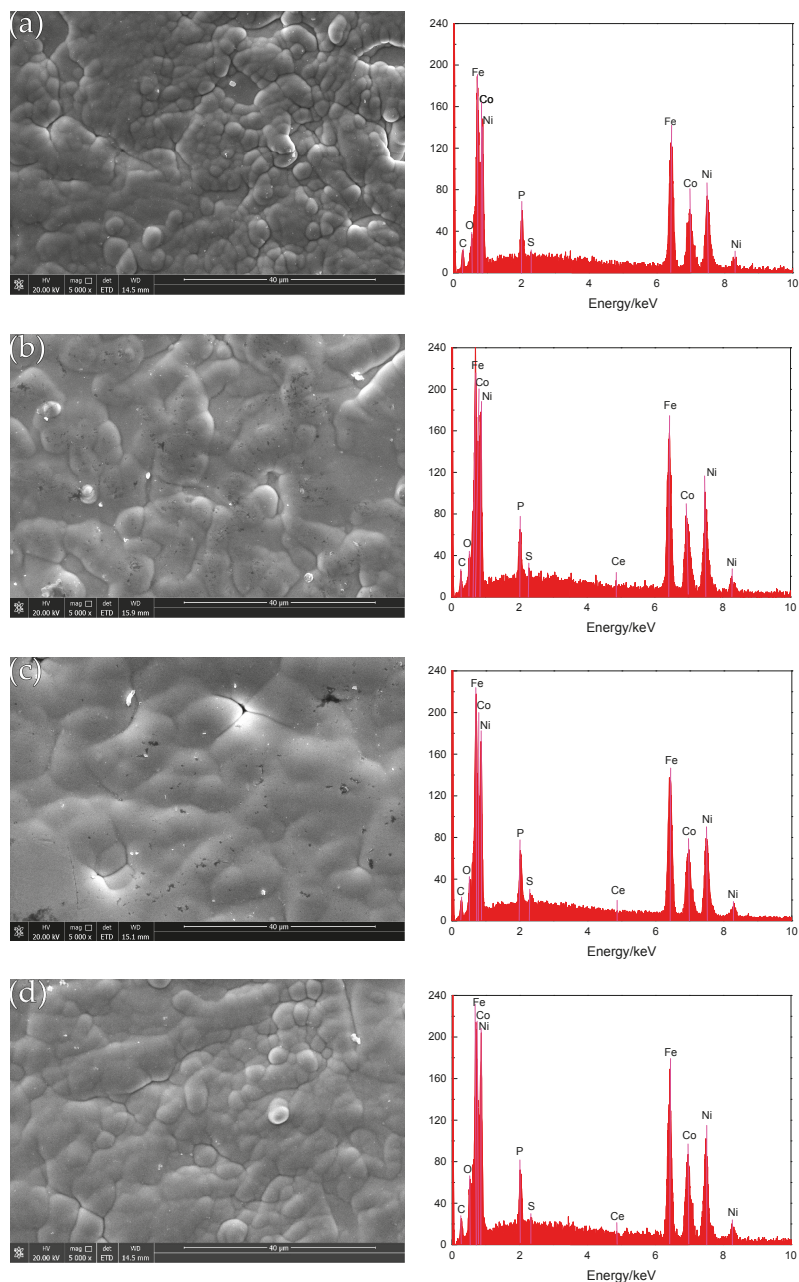 (a)
HV mag □ det WD 40 µm
20.00 kV 5 000 x ETD 14.5 mm
240
200
160
120
80
40
0
Fe
Co
Ni
P
O
C
S
Fe
Co
Ni
Ni
0 2 4 6 8 10
Energy/keV
(b)
HV mag □ det WD 40 µm
20.00 kV 5 000 x ETD 15.9 mm
240
200
160
120
80
40
0
Fe
Co
Ni
P
O
C
S
Ce
Fe
Co
Ni
Ni
0 2 4 6 8 10
Energy/keV
(c)
HV mag □ det WD 40 µm
20.00 kV 5 000 x ETD 15.1 mm
240
200
160
120
80
40
0
Fe
Co
Ni
P
O
C
S
Ce
Fe
Co
Ni
Ni
0 2 4 6 8 10
Energy/keV
(d)
HV mag □ det WD 40 µm
20.00 kV 5 000 x ETD 14.5 mm
240
200
160
120
80
40
0
Fe
Co
Ni
P
O
C
S
Ce
Fe
Co
Ni
Ni
0 2 4 6 8 10
Energy/keV